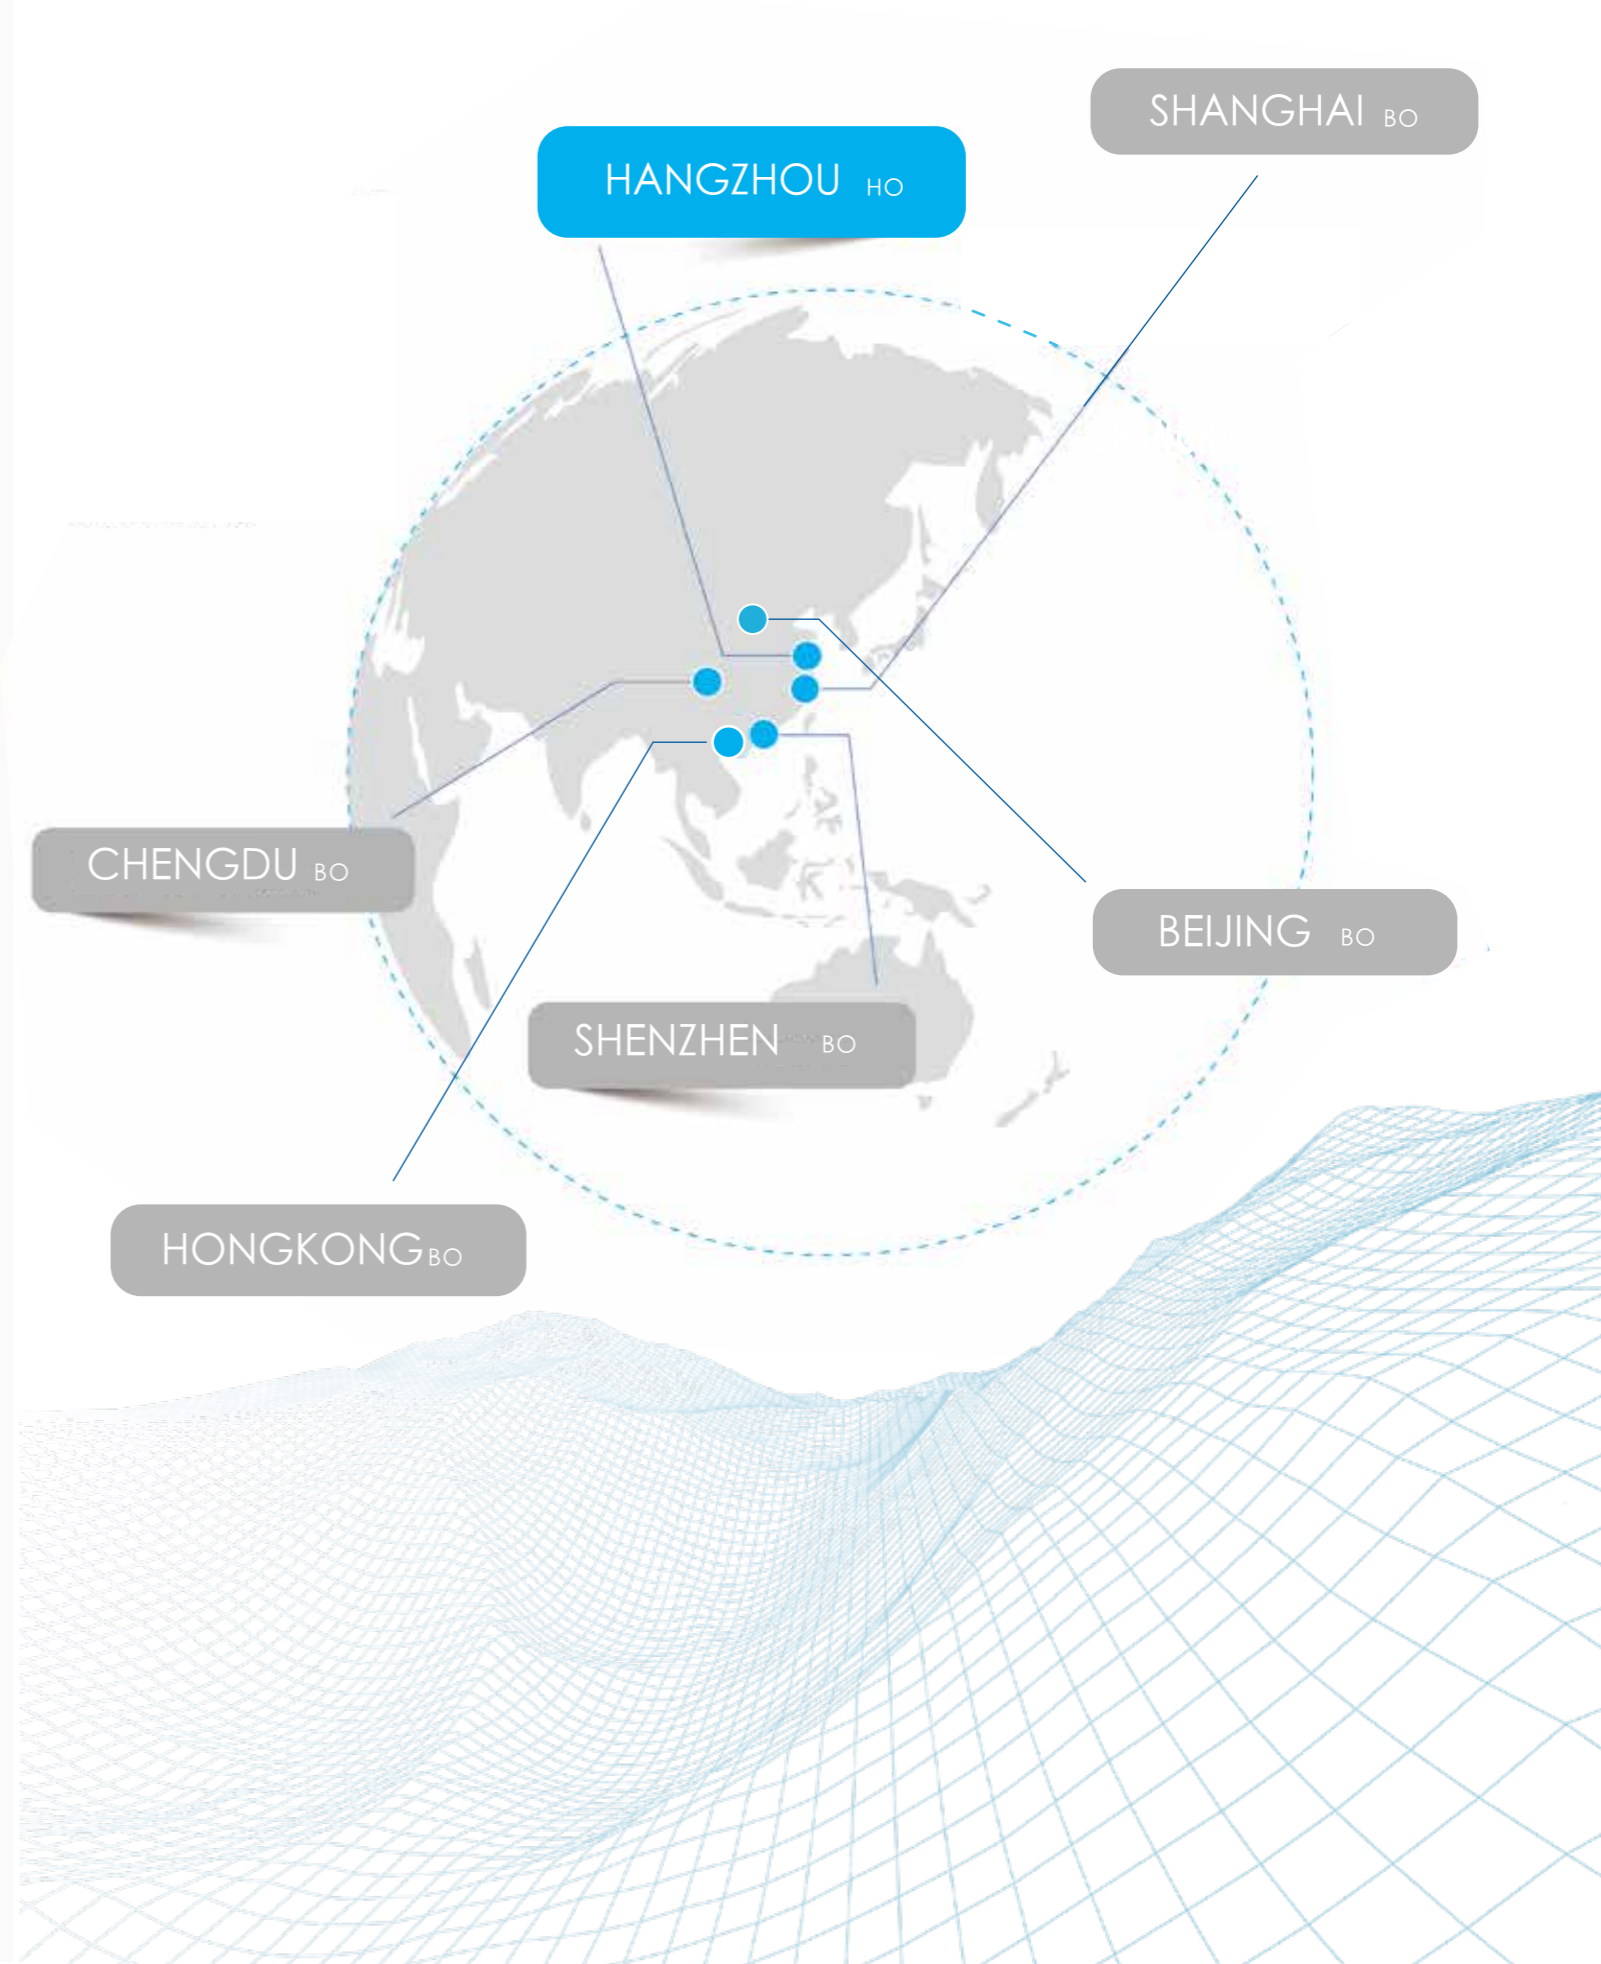 SHANGHAI BO
HANGZHOU HO
CHENGDU BO
BEIJING BO
SHENZHEN BO
HONGKONG BO